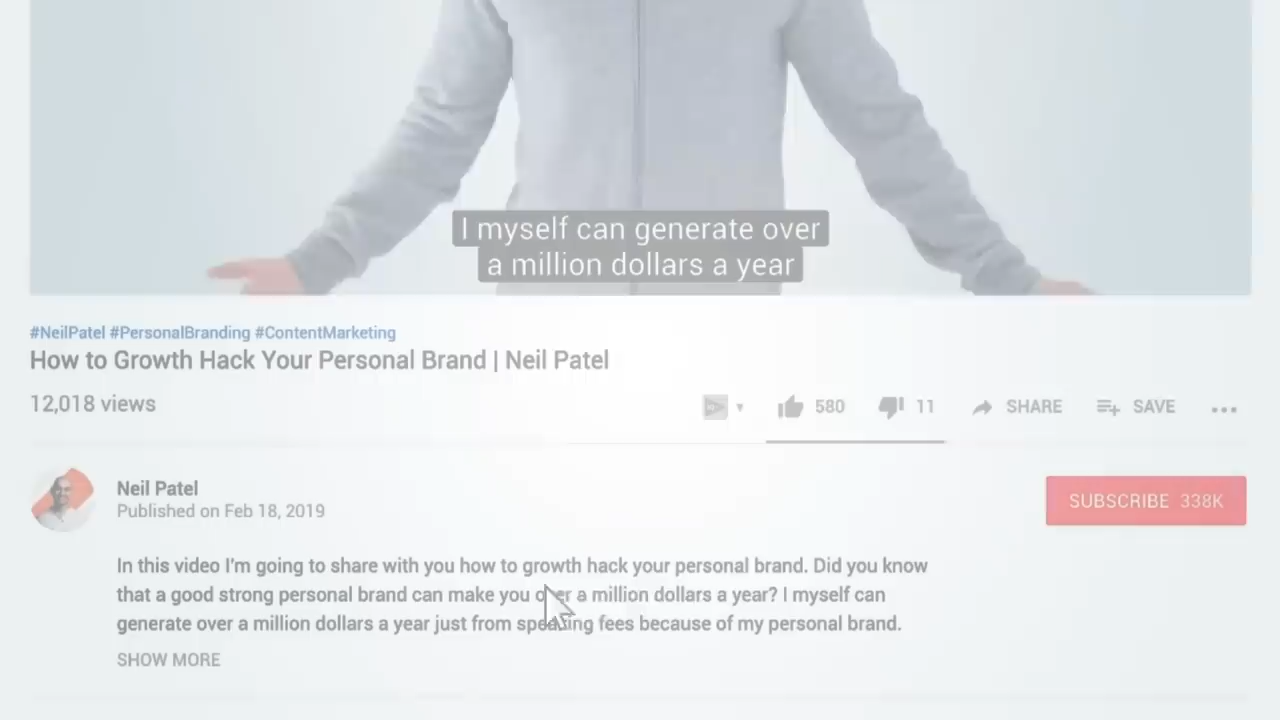 I myself can generate over
a million dollars a year
#NeilPatel #PersonalBranding #ContentMarketing
How to Growth Hack Your Personal Brand | Neil Patel
12,018 views
580 11 SHARE SAVE
Neil Patel
Published on Feb 18, 2019
SUBSCRIBE 338K
In this video I'm going to share with you how to growth hack your personal brand. Did you know
that a good strong personal brand can make you over a million dollars a year? I myself can
generate over a million dollars a year just from speaking fees because of my personal brand.
SHOW MORE